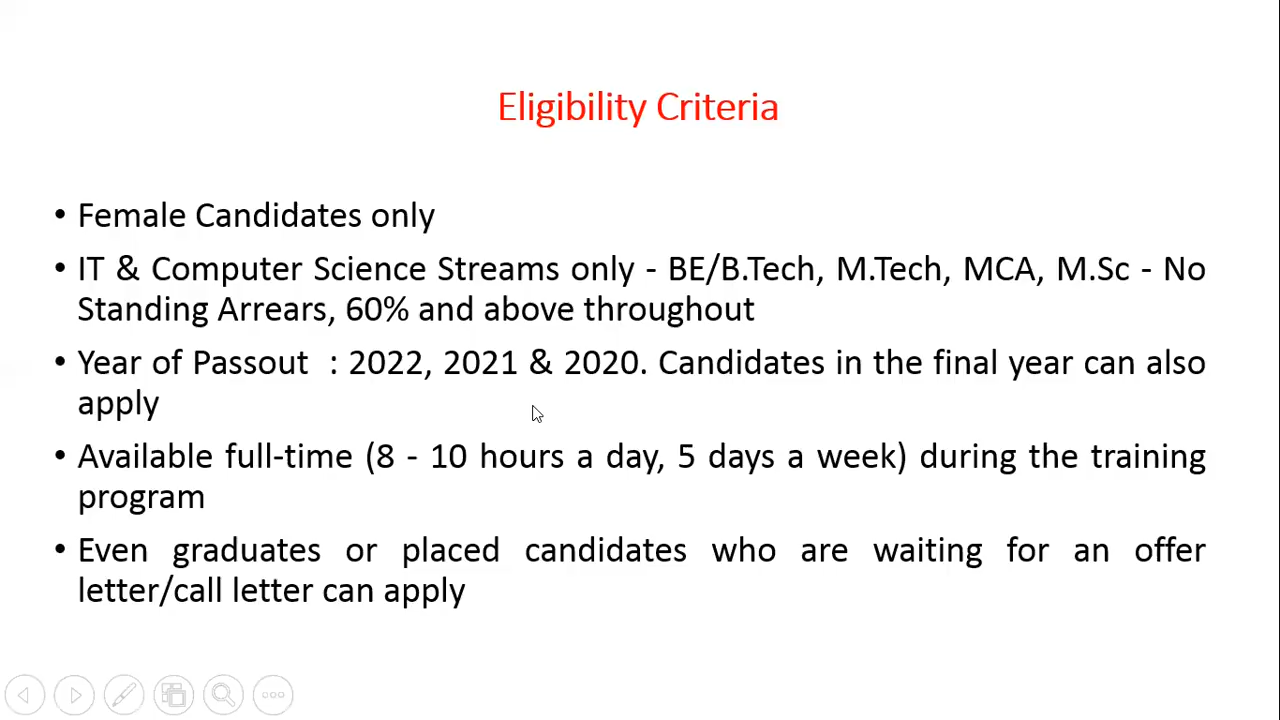 Eligibility Criteria
• Female Candidates only
• IT & Computer Science Streams only - BE/B.Tech, M.Tech, MCA, M.Sc - No
Standing Arrears, 60% and above throughout
• Year of Passout : 2022, 2021 & 2020. Candidates in the final year can also
apply
• Available full-time (8 - 10 hours a day, 5 days a week) during the training
program
• Even graduates or placed candidates who are waiting for an offer
letter/call letter can apply